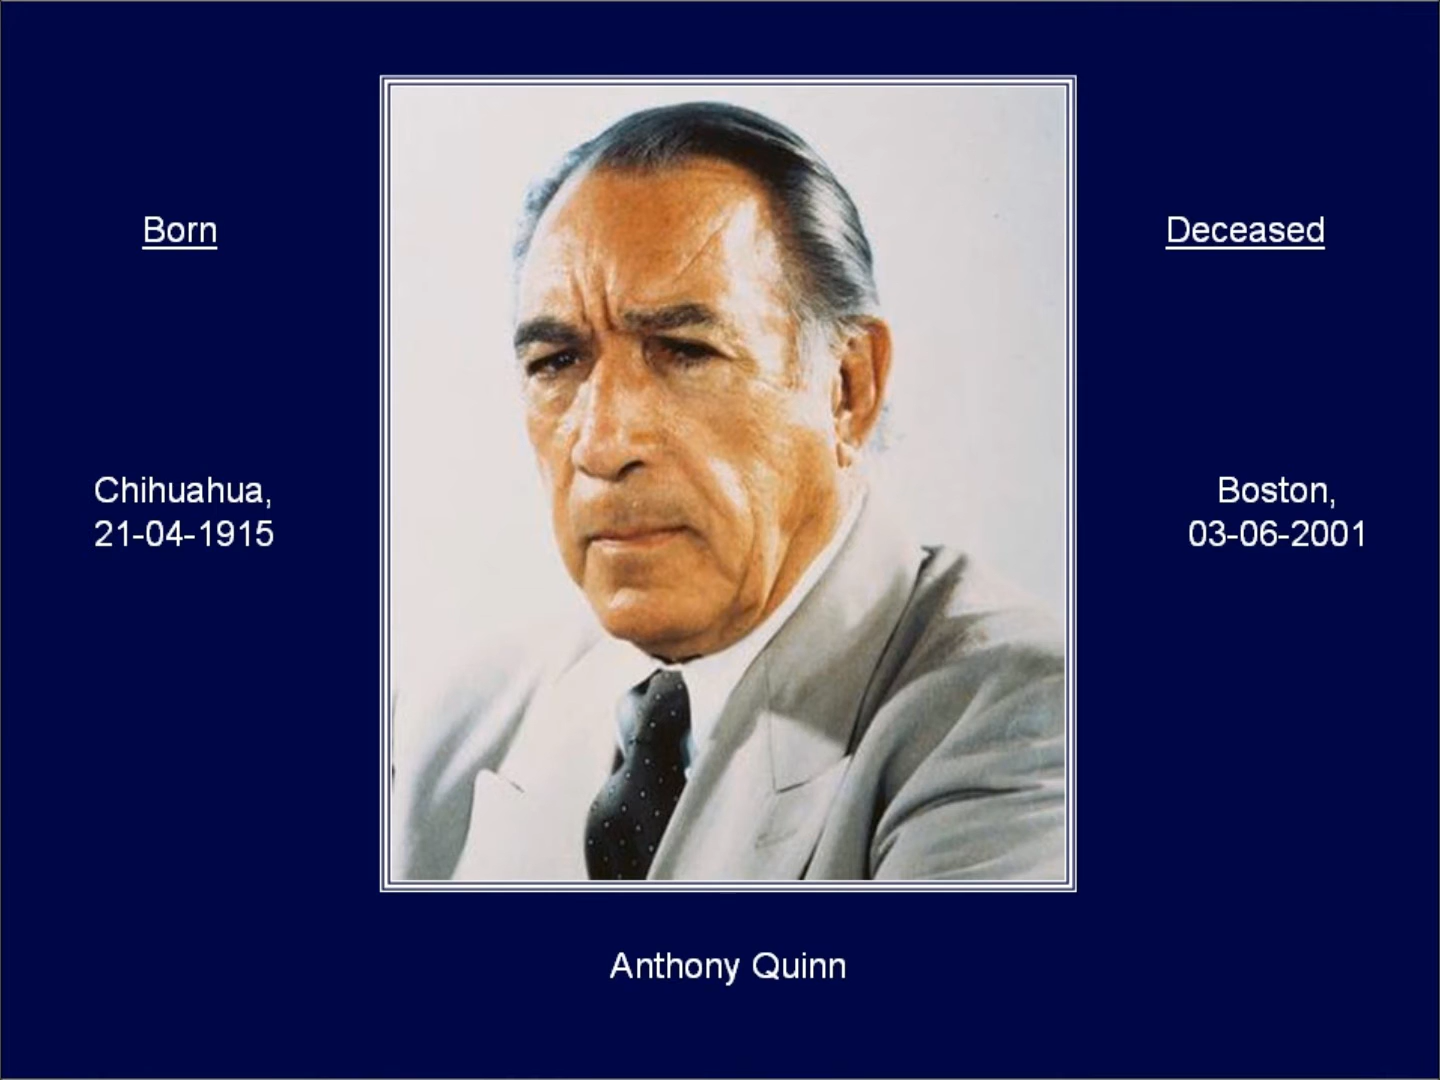 Born
Deceased
Chihuahua,
21-04-1915
Boston,
03-06-2001
Anthony Quinn